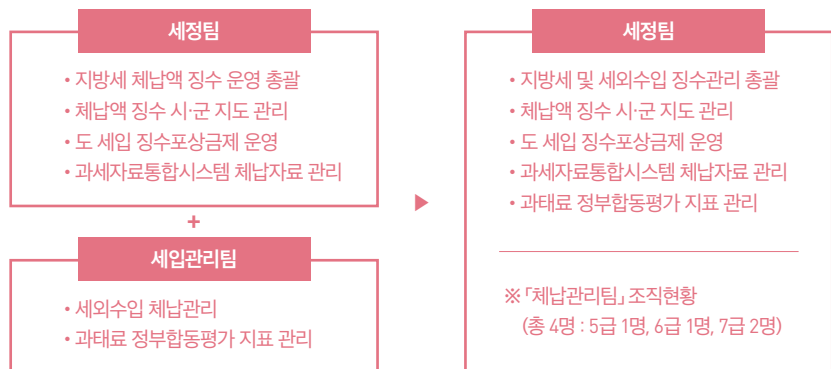 세정팀
• 지방세 체납액 징수 운영 총괄
• 체납액 징수 시·군 지도 관리
• 도 세입 징수포상금제 운영
• 과세자료통합시스템 체납자료 관리
+
세입관리팀
• 세외수입 체납관리
• 과태료 정부합동평가 지표 관리
▶
세정팀
• 지방세 및 세외수입 징수관리 총괄
• 체납액 징수 시·군 지도 관리
• 도 세입 징수포상금제 운영
• 과세자료통합시스템 체납자료 관리
• 과태료 정부합동평가 지표 관리
※ 「체납관리팀」 조직현황
(총 4명 : 5급 1명, 6급 1명, 7급 2명)